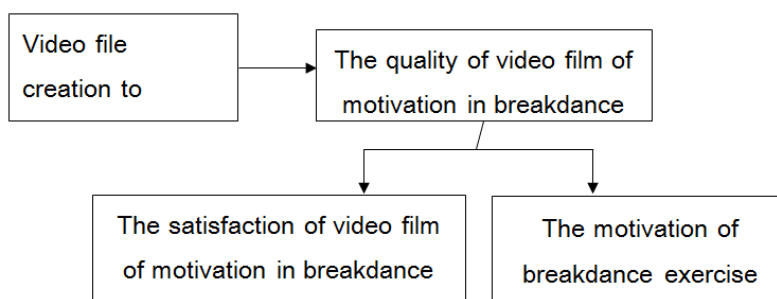 Video file
creation to
The quality of video film of
motivation in breakdance
The satisfaction of video film
of motivation in breakdance
The motivation of
breakdance exercise